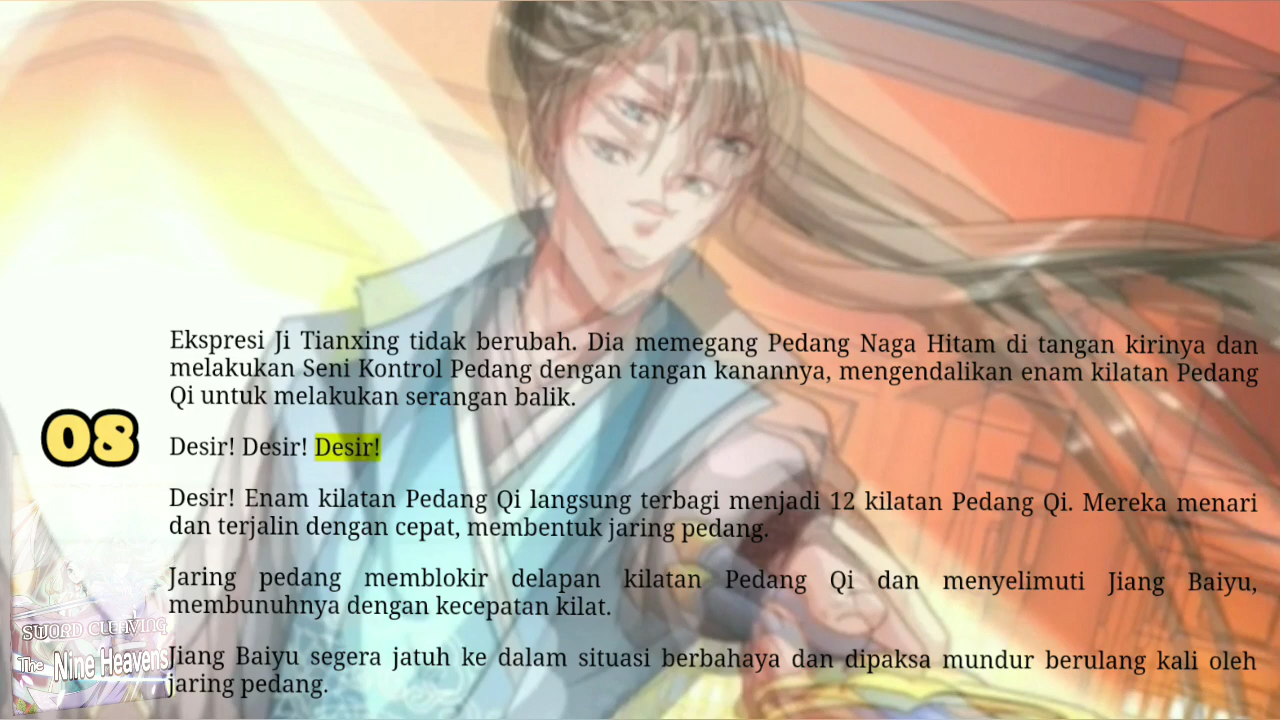 Ekspresi Ji Tianxing tidak berubah. Dia memegang Pedang Naga Hitam di tangan kirinya dan
melakukan Seni Kontrol Pedang dengan tangan kanannya, mengendalikan enam kilatan Pedang
Qi untuk melakukan serangan balik.
08
Desir! Desir! Desir!
Desir! Enam kilatan Pedang Qi langsung terbagi menjadi 12 kilatan Pedang Qi. Mereka menari
dan terjalin dengan cepat, membentuk jaring pedang.
Jaring pedang memblokir delapan kilatan Pedang Qi dan menyelimuti Jiang Baiyu,
membunuhnya dengan kecepatan kilat.
Jiang Baiyu segera jatuh ke dalam situasi berbahaya dan dipaksa mundur berulang kali oleh
jaring pedang.
SWORD CLEAVING
The Nine Heavens